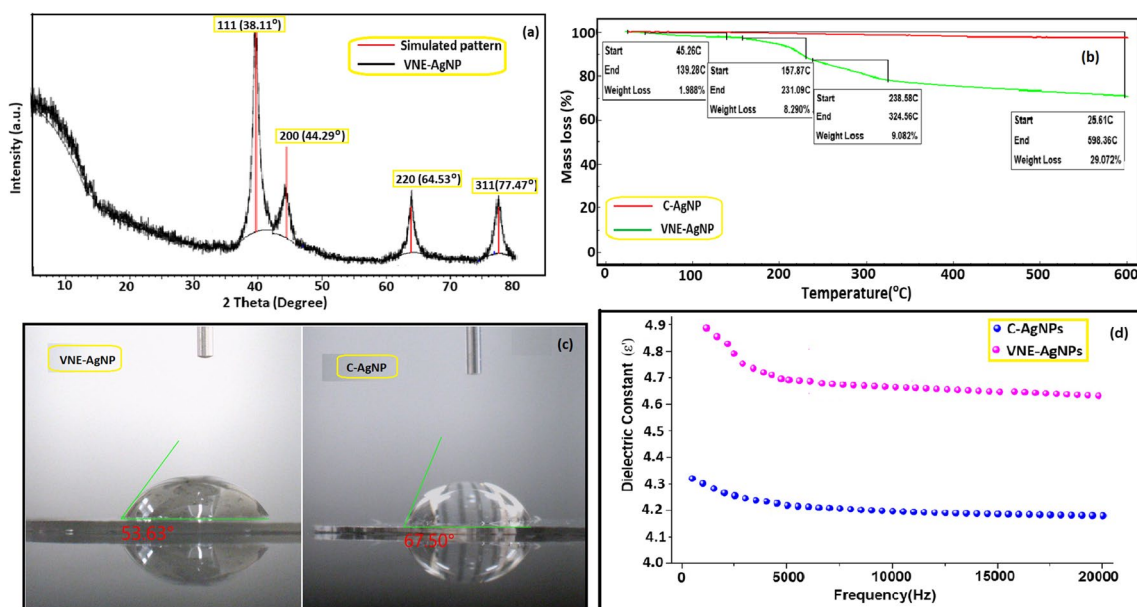 111 (38.11°)
(a)
Simulated pattern
VNE-AgNP
200 (44.29°)
220 (64.53°)
311(77.47°)
Intensity (a.u.)
10 20 30 40 50 60 70 80
2 Theta (Degree)
(b)
100
80
60
40
20
0
Mass loss (%)
Start 45.26C
End 139.28C
Weight Loss 1.988%
Start 157.87C
End 231.09C
Weight Loss 8.290%
Start 238.58C
End 324.56C
Weight Loss 9.082%
Start 25.61C
End 598.36C
Weight Loss 29.072%
C-AgNP
VNE-AgNP
0 100 200 300 400 500 600
Temperature(°C)
(c)
VNE-AgNP
C-AgNP
53.63°
67.50°
(d)
C-AgNPs
VNE-AgNPs
4.9
4.8
4.7
4.6
4.4
4.3
4.2
4.1
4.0
Dielectric Constant (ε')
0 5000 10000 15000 20000
Frequency(Hz)